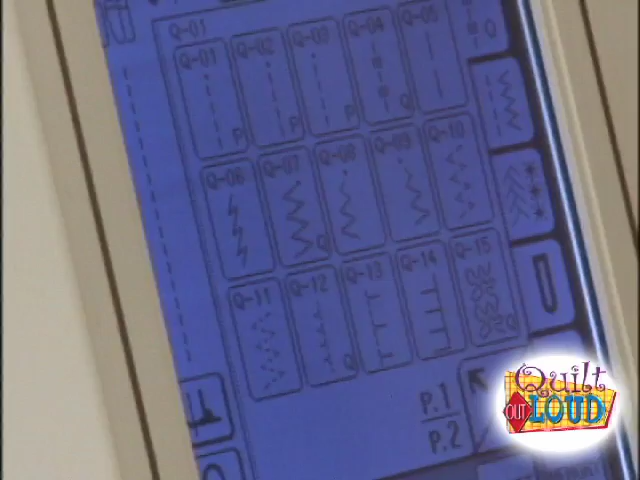 Q-01
Q-01 Q-02 Q-03 Q-04 Q-05
P P P Q
Q-06 Q-07 Q-08 Q-09 Q-10
Q
Q-11 Q-12 Q-13 Q-14 Q-15
Q Q
P.1
P.2
Quilt
OUT LOUD